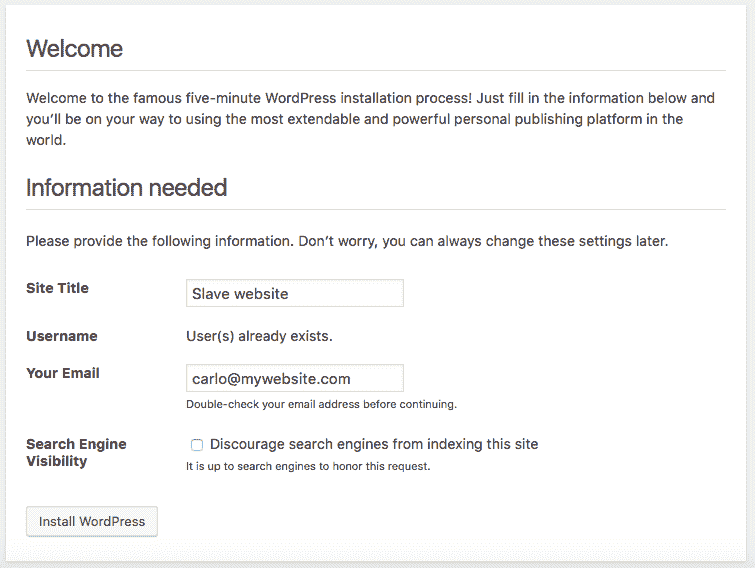 Welcome
Welcome to the famous five-minute WordPress installation process! Just fill in the information below and
you’ll be on your way to using the most extendable and powerful personal publishing platform in the
world.
Information needed
Please provide the following information. Don’t worry, you can always change these settings later.
Site Title
Slave website
Username
User(s) already exists.
Your Email
carlo@mywebsite.com
Double-check your email address before continuing.
Search Engine
Visibility
Discourage search engines from indexing this site
It is up to search engines to honor this request.
Install WordPress